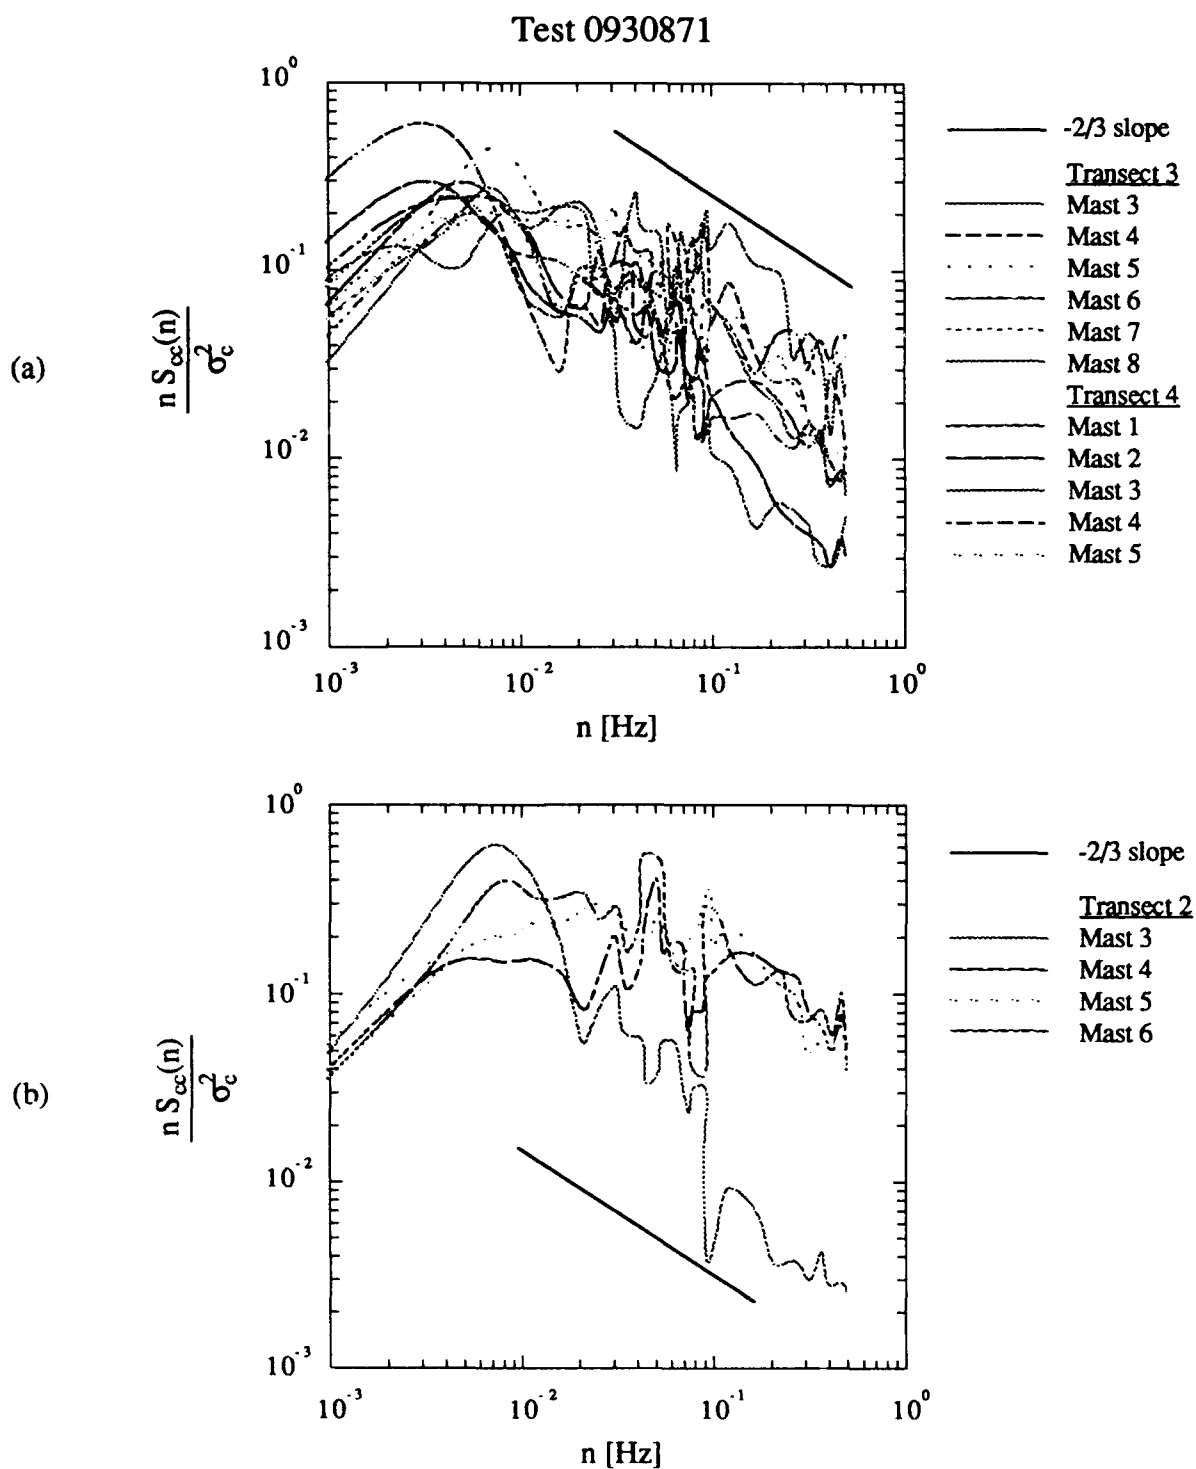 Test 0930871
(a)
n S_cc(n)
σ_c^2
10^0
10^-1
10^-2
10^-3
10^-3
10^-2
10^-1
10^0
n [Hz]
-2/3 slope
Transect 3
Mast 3
Mast 4
Mast 5
Mast 6
Mast 7
Mast 8
Transect 4
Mast 1
Mast 2
Mast 3
Mast 4
Mast 5
(b)
n S_cc(n)
σ_c^2
10^0
10^-1
10^-2
10^-3
10^-3
10^-2
10^-1
10^0
n [Hz]
-2/3 slope
Transect 2
Mast 3
Mast 4
Mast 5
Mast 6